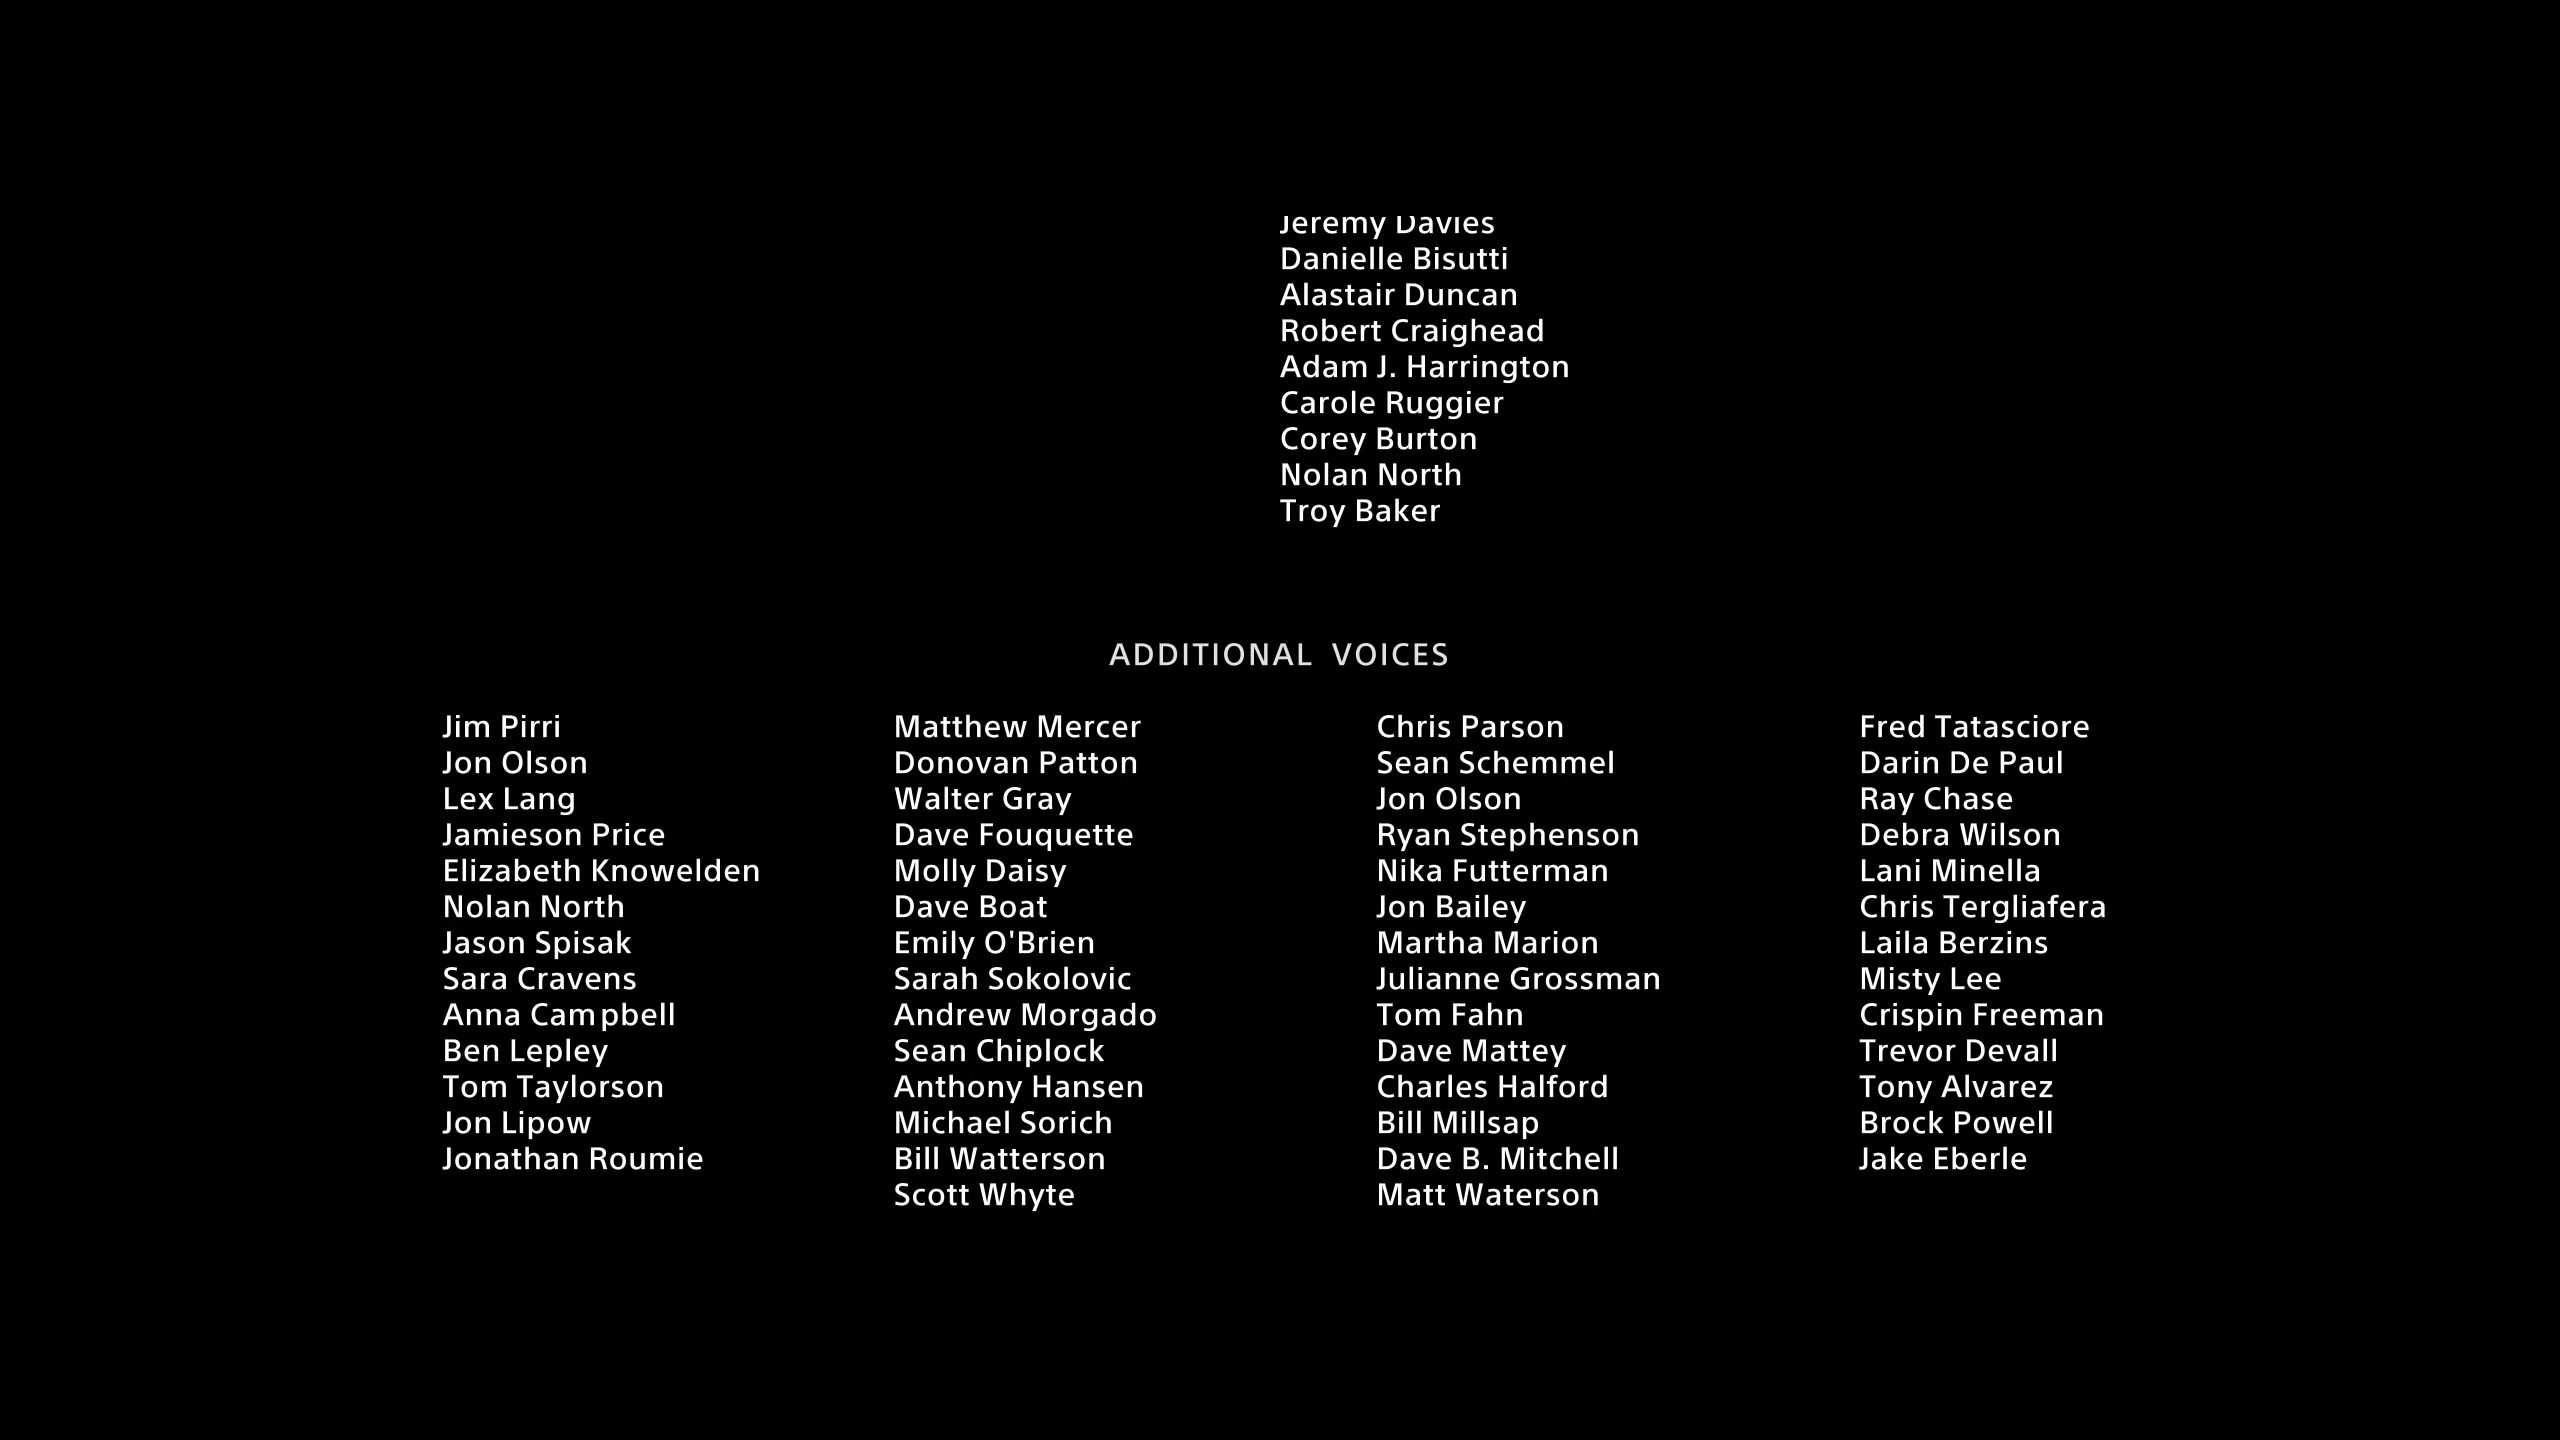 Jeremy Davies
Danielle Bisutti
Alastair Duncan
Robert Craighead
Adam J. Harrington
Carole Ruggier
Corey Burton
Nolan North
Troy Baker
ADDITIONAL VOICES
Jim Pirri
Jon Olson
Lex Lang
Jamieson Price
Elizabeth Knowelden
Nolan North
Jason Spisak
Sara Cravens
Anna Campbell
Ben Lepley
Tom Taylorson
Jon Lipow
Jonathan Roumie
Matthew Mercer
Donovan Patton
Walter Gray
Dave Fouquette
Molly Daisy
Dave Boat
Emily O'Brien
Sarah Sokolovic
Andrew Morgado
Sean Chiplock
Anthony Hansen
Michael Sorich
Bill Watterson
Scott Whyte
Chris Parson
Sean Schemmel
Jon Olson
Ryan Stephenson
Nika Futterman
Jon Bailey
Martha Marion
Julianne Grossman
Tom Fahn
Dave Mattey
Charles Halford
Bill Millsap
Dave B. Mitchell
Matt Waterson
Fred Tatasciore
Darin De Paul
Ray Chase
Debra Wilson
Lani Minella
Chris Tergliafera
Laila Berzins
Misty Lee
Crispin Freeman
Trevor Devall
Tony Alvarez
Brock Powell
Jake Eberle